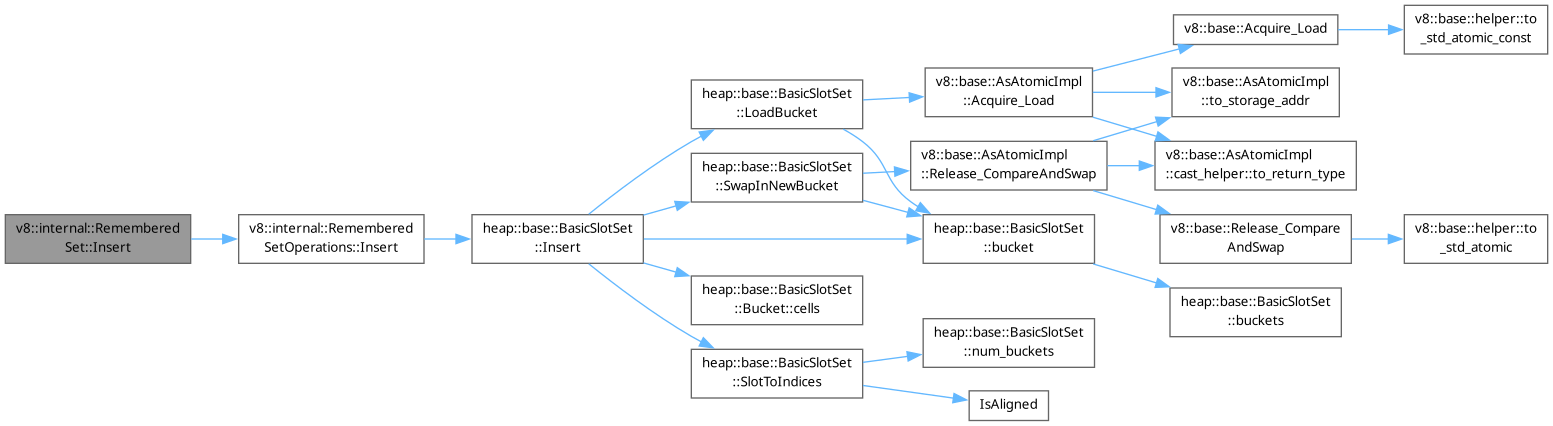 v8::internal::Remembered
Set::Insert
v8::internal::Remembered
SetOperations::Insert
heap::base::BasicSlotSet
::Insert
heap::base::BasicSlotSet
::LoadBucket
heap::base::BasicSlotSet
::SwapInNewBucket
heap::base::BasicSlotSet
::Bucket::cells
heap::base::BasicSlotSet
::SlotToIndices
v8::base::AsAtomicImpl
::Acquire_Load
v8::base::AsAtomicImpl
::Release_CompareAndSwap
heap::base::BasicSlotSet
::bucket
heap::base::BasicSlotSet
::num_buckets
IsAligned
v8::base::Acquire_Load
v8::base::AsAtomicImpl
::to_storage_addr
v8::base::AsAtomicImpl
::cast_helper::to_return_type
v8::base::Release_Compare
AndSwap
heap::base::BasicSlotSet
::buckets
v8::base::helper::to
_std_atomic_const
v8::base::helper::to
_std_atomic